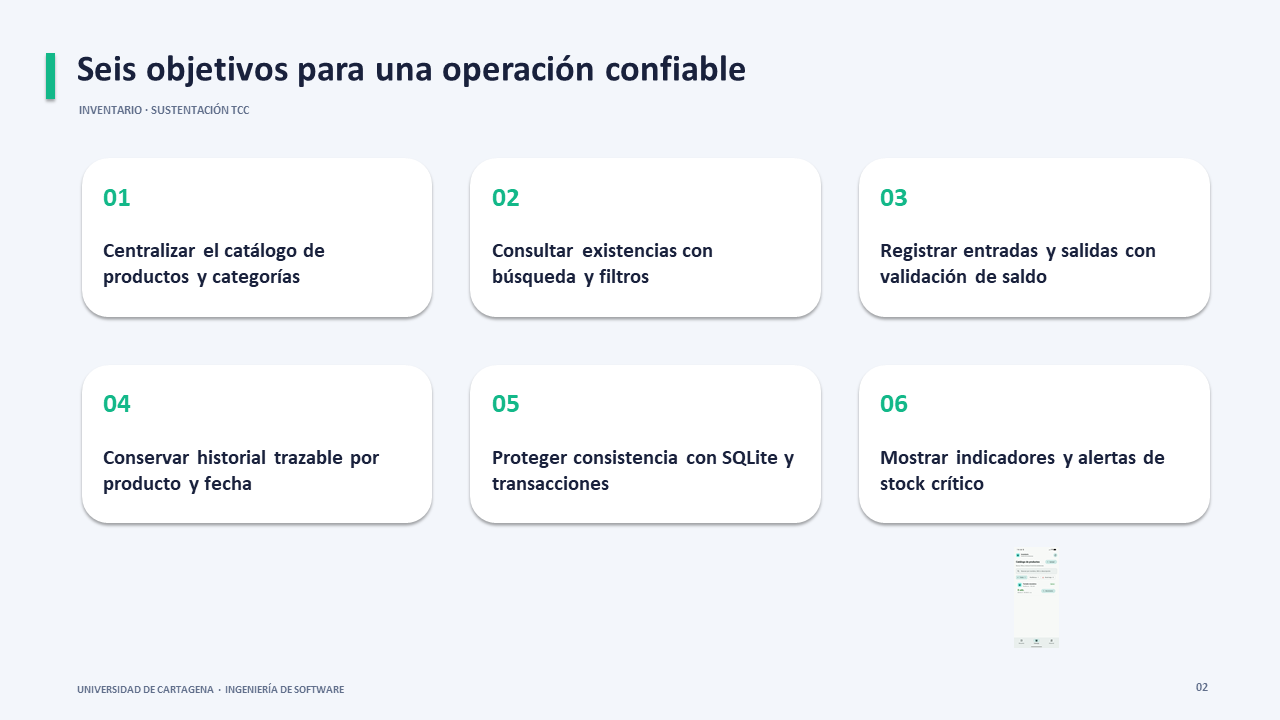 Seis objetivos para una operación confiable
INVENTARIO · SUSTENTACIÓN TCC
01
Centralizar el catálogo de
productos y categorías
02
Consultar existencias con
búsqueda y filtros
03
Registrar entradas y salidas con
validación de saldo
04
Conservar historial trazable por
producto y fecha
05
Proteger consistencia con SQLite y
transacciones
06
Mostrar indicadores y alertas de
stock crítico
UNIVERSIDAD DE CARTAGENA · INGENIERÍA DE SOFTWARE
02